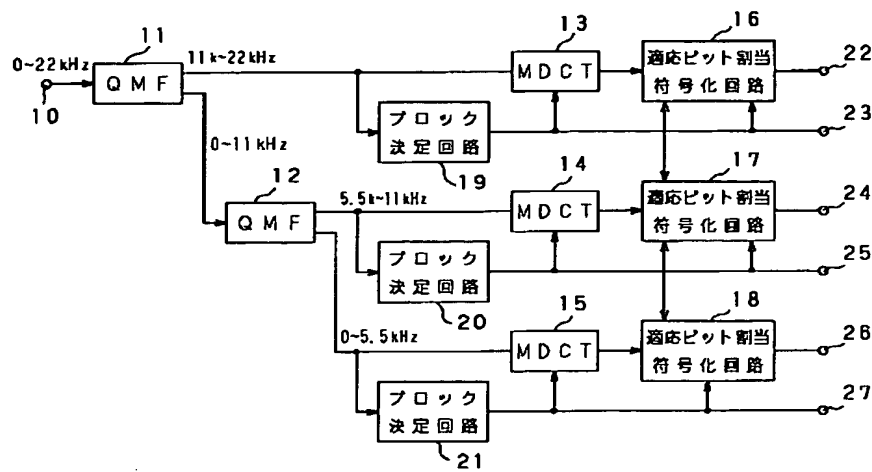 11
0~22kHz
QMF
10
11k~22kHz
0~11kHz
12
QMF
5.5k~11kHz
0~5.5kHz
13
MDCT
16
適応ビット割当
符号化回路
22
23
ブロック
決定回路
19
14
MDCT
17
適応ビット割当
符号化回路
24
25
ブロック
決定回路
20
15
MDCT
18
適応ビット割当
符号化回路
26
27
ブロック
決定回路
21